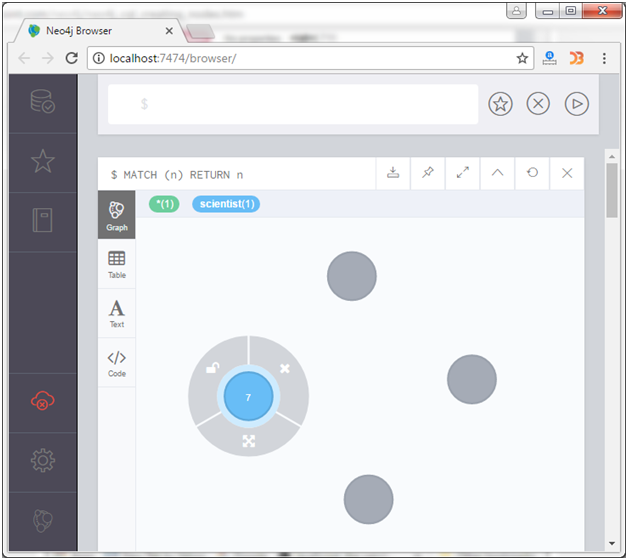 Neo4j Browser
localhost:7474/browser/
$
$ MATCH (n) RETURN n
*(1) scientist(1)
Graph
Table
A
Text
</>
Code
7